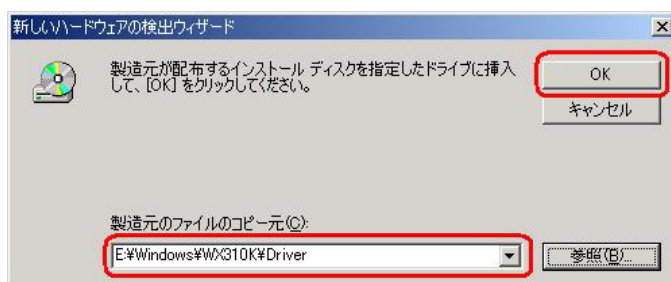 新しいハードウェアの検出ウィザード
製造元が配布するインストール ディスクを指定したドライブに挿入
して、[OK] をクリックしてください。
OK
キャンセル
製造元のファイルのコピー元(C):
E:¥Windows¥WX310K¥Driver
参照(B)...